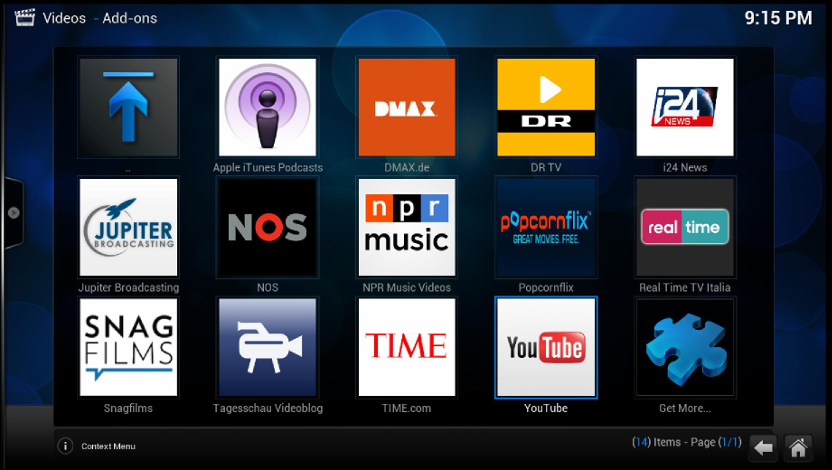 Videos - Add-ons
9:15 PM
DMAX
DR
i24
NEWS
..
Apple iTunes Podcasts
DMAX.de
DR TV
i24 News
JUPITER
BROADCASTING
NOS
npr
music
popcornflix™
GREAT MOVIES. FREE.
real time
Jupiter Broadcasting
NOS
NPR Music Videos
Popcornflix
Real Time TV Italia
SNAG
FILMS
TIME
YouTube
Snagfilms
Tagesschau Videoblog
TIME.com
YouTube
Get More...
Context Menu
(14) Items - Page (1/1)